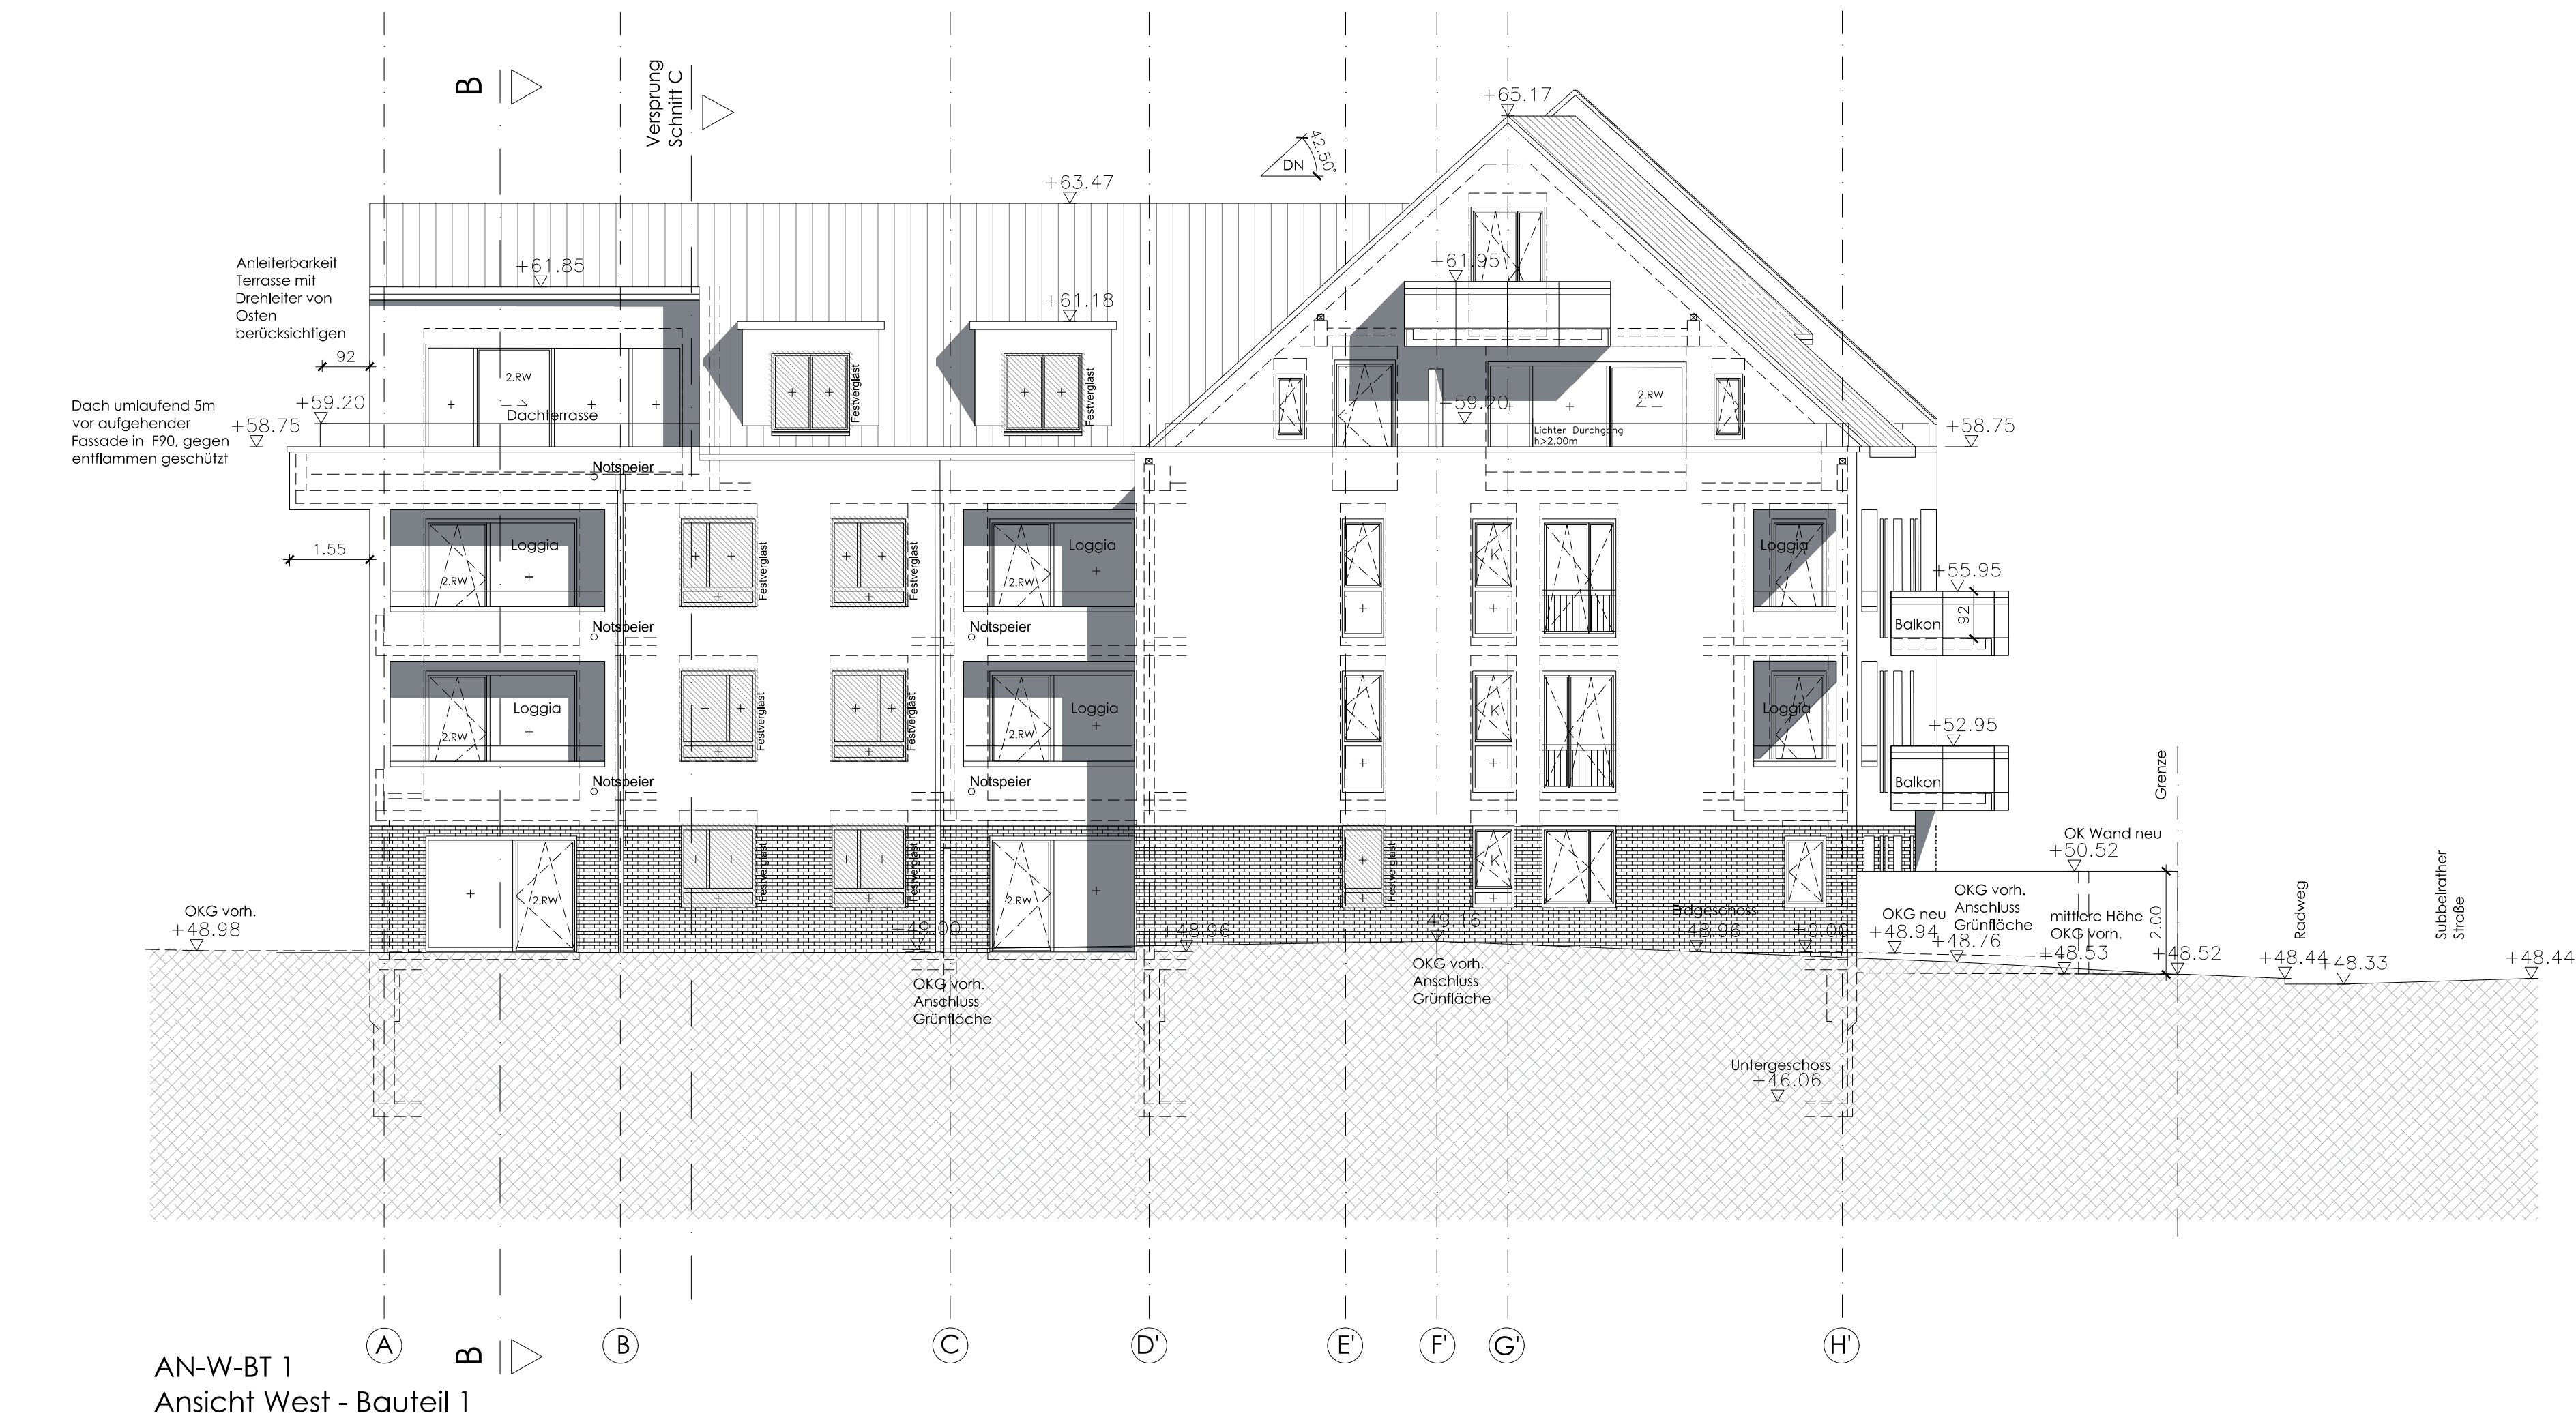 B
Versprung
Schnitt C
+65.17
DN
42.50°
+63.47
Anleiterbarkeit
Terrasse mit
Drehleiter von
Osten
berücksichtigen
+61.85
+61.18
+61.95
92
2.RW
Dachterrasse
Festverglast
Festverglast
2.RW
Lichter Durchgang
h>2,00m
+59.20
Dach umlaufend 5m
vor aufgehender
Fassade in F90, gegen
entflammen geschützt
+59.20
+58.75
+58.75
Notspeier
1.55
Loggia
2.RW
Festverglast
Festverglast
Loggia
2.RW
K
Loggia
+55.95
92
Balkon
Notspeier
Notspeier
Loggia
2.RW
Festverglast
Festverglast
Loggia
2.RW
K
Loggia
+52.95
Balkon
Notspeier
Notspeier
Grenze
OK Wand neu
+50.52
2.RW
Festverglast
Festverglast
2.RW
Festverglast
K
OKG vorh.
+48.98
+49.00
+48.96
+49.16
Erdgeschoss
+48.96
±0.00
OKG neu
+48.94
OKG vorh.
Anschluss
Grünfläche
+48.76
mittlere Höhe
OKG vorh.
+48.53
2.00
+48.52
Radweg
Subbelrather
Straße
+48.44
+48.33
+48.44
OKG vorh.
Anschluss
Grünfläche
OKG vorh.
Anschluss
Grünfläche
Untergeschoss
+46.06
A
B
C
D'
E'
F'
G'
H'
B
AN-W-BT 1
Ansicht West - Bauteil 1